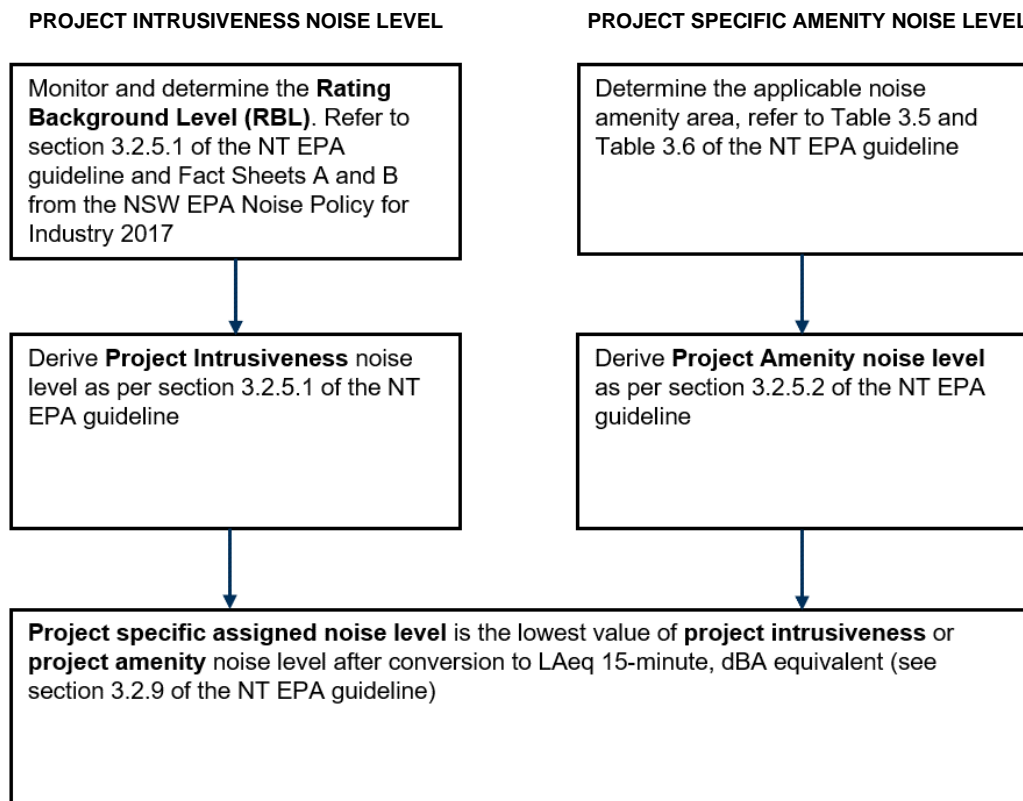 PROJECT INTRUSIVENESS NOISE LEVEL
PROJECT SPECIFIC AMENITY NOISE LEVEL
Monitor and determine the Rating
Background Level (RBL). Refer to
section 3.2.5.1 of the NT EPA
guideline and Fact Sheets A and B
from the NSW EPA Noise Policy for
Industry 2017
Determine the applicable noise
amenity area, refer to Table 3.5 and
Table 3.6 of the NT EPA guideline
Derive Project Intrusiveness noise
level as per section 3.2.5.1 of the NT
EPA guideline
Derive Project Amenity noise level
as per section 3.2.5.2 of the NT EPA
guideline
Project specific assigned noise level is the lowest value of project intrusiveness or
project amenity noise level after conversion to LAeq 15-minute, dBA equivalent (see
section 3.2.9 of the NT EPA guideline)